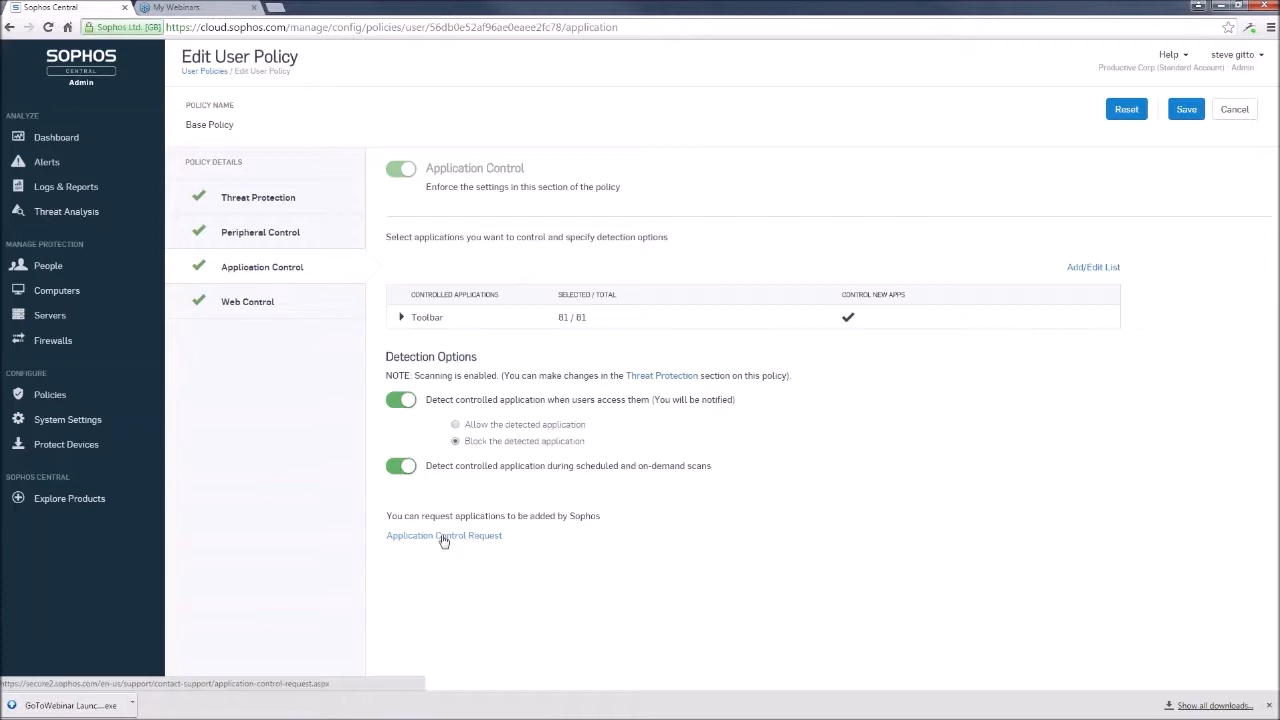 Sophos Central
My Webinars
Sophos Ltd. [GB] https://cloud.sophos.com/manage/config/policies/user/56db0e52af96ae0eaee2fc78/application
SOPHOS
CENTRAL
Admin
ANALYZE
Dashboard
Alerts
Logs & Reports
Threat Analysis
MANAGE PROTECTION
People
Computers
Servers
Firewalls
CONFIGURE
Policies
System Settings
Protect Devices
SOPHOS CENTRAL
Explore Products
Edit User Policy
User Policies / Edit User Policy
Help
steve gitto
Productive Corp (Standard Account) · Admin
POLICY NAME
Base Policy
Reset
Save
Cancel
POLICY DETAILS
Threat Protection
Peripheral Control
Application Control
Web Control
Application Control
Enforce the settings in this section of the policy
Select applications you want to control and specify detection options
Add/Edit List
CONTROLLED APPLICATIONS SELECTED / TOTAL CONTROL NEW APPS
Toolbar 81 / 81
Detection Options
NOTE: Scanning is enabled. (You can make changes in the Threat Protection section on this policy).
Detect controlled application when users access them (You will be notified)
Allow the detected application
Block the detected application
Detect controlled application during scheduled and on-demand scans
You can request applications to be added by Sophos
Application Control Request
https://secure2.sophos.com/en-us/support/contact-support/application-control-request.aspx
GoToWebinar Launc....exe
Show all downloads...